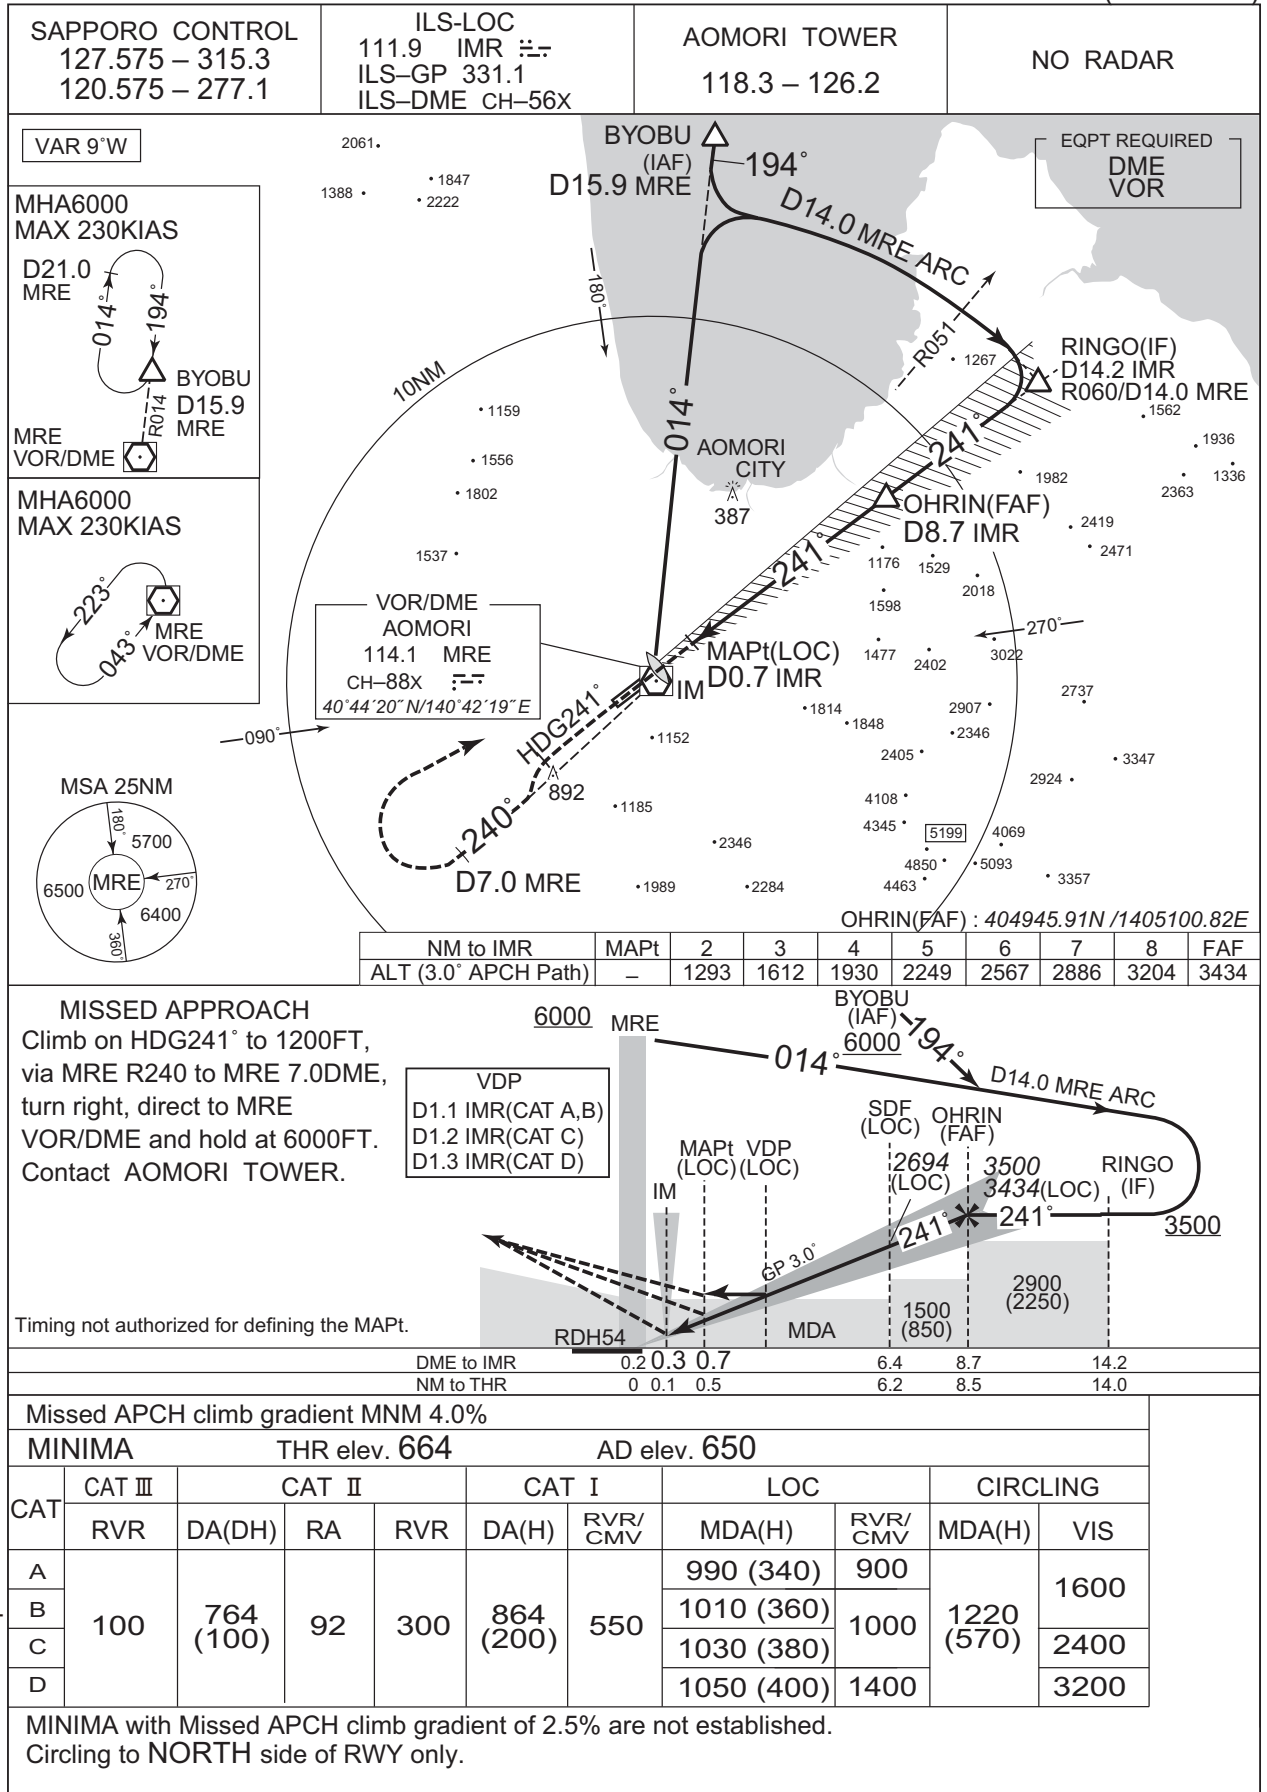 SAPPORO CONTROL
127.575 – 315.3
120.575 – 277.1
ILS-LOC
111.9 IMR
ILS–GP 331.1
ILS–DME CH–56X
AOMORI TOWER
118.3 – 126.2
NO RADAR
VAR 9°W
EQPT REQUIRED
DME
VOR
MHA6000
MAX 230KIAS
D21.0
MRE
014°
194°
BYOBU
D15.9
MRE
R014
MRE
VOR/DME
MHA6000
MAX 230KIAS
223°
043°
MRE
VOR/DME
2061
1847
1388
2222
BYOBU
(IAF)
D15.9 MRE
194°
D14.0 MRE ARC
180°
R051
1267
RINGO(IF)
D14.2 IMR
R060/D14.0 MRE
10NM
014°
1159
1556
1802
1537
AOMORI
CITY
387
241°
1562
1936
1336
2363
1982
OHRIN(FAF)
D8.7 IMR
2419
2471
241°
1176
1529
2018
1598
VOR/DME
AOMORI
114.1 MRE
CH–88X
40°44´20˝N/140°42´19˝E
MAPt(LOC)
D0.7 IMR
IM
1477
2402
270°
3022
2737
090°
HDG241°
1152
1814
1848
2907
2346
2405
3347
2924
892
1185
4108
4345
5199
4069
240°
2346
4850
5093
D7.0 MRE
1989
2284
4463
3357
MSA 25NM
180°
5700
6500
MRE
270°
6400
360°
OHRIN(FAF) : 404945.91N /1405100.82E
NM to IMR MAPt 2 3 4 5 6 7 8 FAF
ALT (3.0° APCH Path) – 1293 1612 1930 2249 2567 2886 3204 3434
MISSED APPROACH
Climb on HDG241° to 1200FT,
via MRE R240 to MRE 7.0DME,
turn right, direct to MRE
VOR/DME and hold at 6000FT.
Contact AOMORI TOWER.
Timing not authorized for defining the MAPt.
6000 MRE
BYOBU
(IAF)
6000
194°
014°
D14.0 MRE ARC
VDP
D1.1 IMR(CAT A,B)
D1.2 IMR(CAT C)
D1.3 IMR(CAT D)
IM
MAPt
(LOC)
VDP
(LOC)
SDF
(LOC)
OHRIN
(FAF)
2694
(LOC)
3500
3434(LOC)
RINGO
(IF)
3500
241°
241°
GP 3.0°
2900
(2250)
1500
(850)
MDA
RDH54
DME to IMR 0.2 0.3 0.7 6.4 8.7 14.2
NM to THR 0 0.1 0.5 6.2 8.5 14.0
Missed APCH climb gradient MNM 4.0%
MINIMA THR elev. 664 AD elev. 650
CAT CAT Ⅲ CAT Ⅱ CAT Ⅰ LOC CIRCLING
RVR DA(DH) RA RVR DA(H) RVR/CMV MDA(H) RVR/CMV MDA(H) VIS
A 990 (340) 900
B 1010 (360)
C 1030 (380)
D 1050 (400) 1400
100
764
(100)
92
300
864
(200)
550
1000
1220
(570)
1600
2400
3200
MINIMA with Missed APCH climb gradient of 2.5% are not established.
Circling to NORTH side of RWY only.